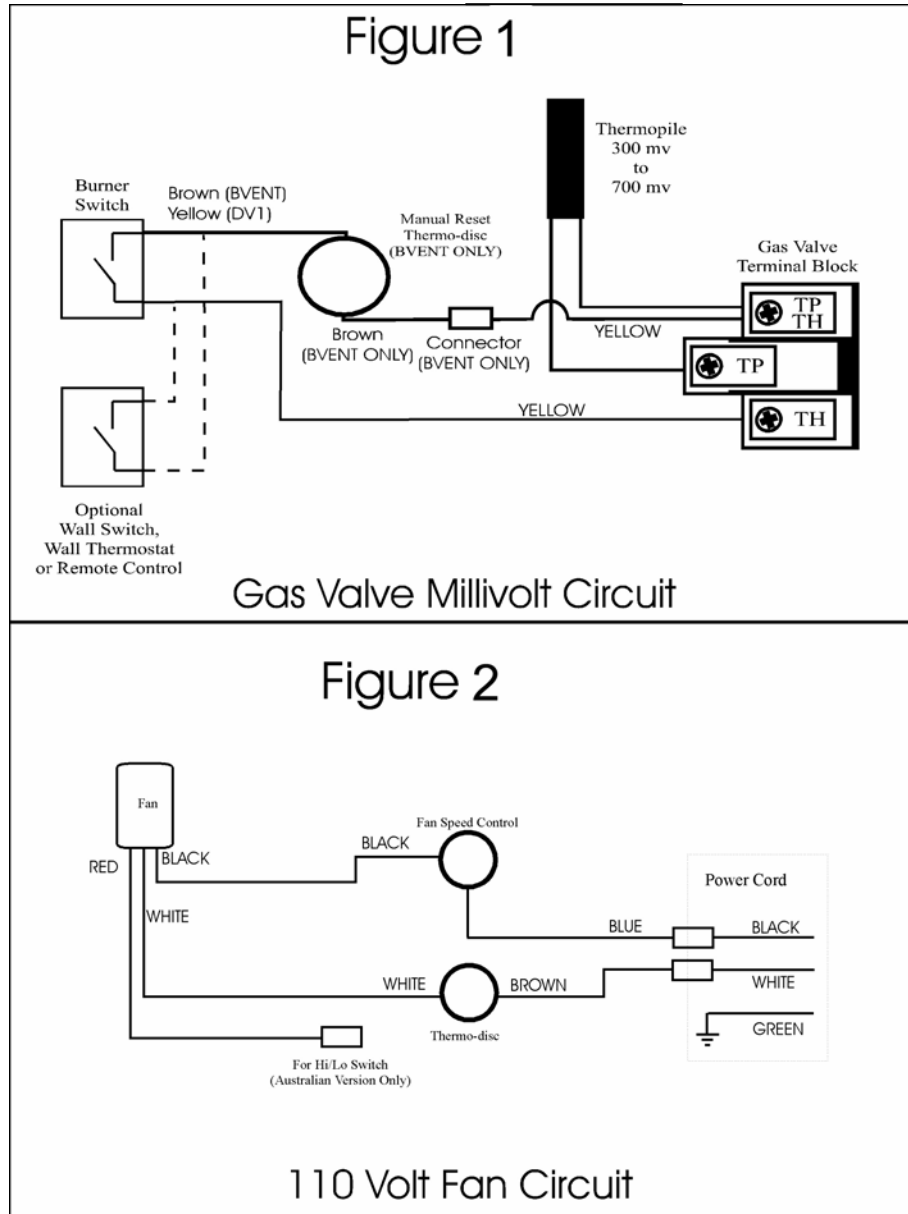 Figure 1
Thermopile
300 mv
to
700 mv
Burner
Switch
Brown (BVENT)
Yellow (DV1)
Manual Reset
Thermo-disc
(BVENT ONLY)
Gas Valve
Terminal Block
TP
TH
Brown
(BVENT ONLY)
Connector
(BVENT ONLY)
YELLOW
TP
YELLOW
TH
Optional
Wall Switch,
Wall Thermostat
or Remote Control
Gas Valve Millivolt Circuit
Figure 2
Fan
Fan Speed Control
RED
BLACK
BLACK
Power Cord
WHITE
BLUE
BLACK
WHITE
BROWN
WHITE
Thermo-disc
GREEN
For Hi/Lo Switch
(Australian Version Only)
110 Volt Fan Circuit